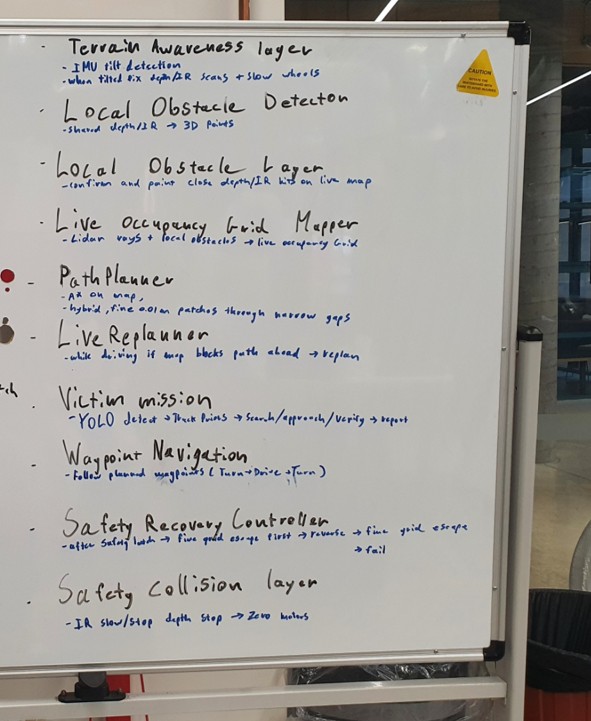 - Terrain Awareness layer
- IMU tilt detection
- when tilted fix depth/IR scans + slow wheels
- Local Obstacle Detector
- shared depth/IR → 3D Points
- Local Obstacle Layer
- confirm and paint close depth/IR hits on live map
- Live Occupancy Grid Mapper
- Lidar rays + local obstacles → live occupancy Grid
- Path Planner
- A* on map,
- hybrid, fine 0.01m patches through narrow gaps
- Live Replanner
- while driving if map blocks path ahead → replan
- Victim mission
- YOLO detect → Track Points → Search/approach/Verify → report
- Waypoint Navigation
- Follow planned waypoints (Turn → Drive → Turn)
- Safety Recovery Controller
- after Safety → fine grid escape first → reverse → fine grid escape
→ fail
- Safety Collision layer
- IR slow/stop depth stop → Zero motors
CAUTION